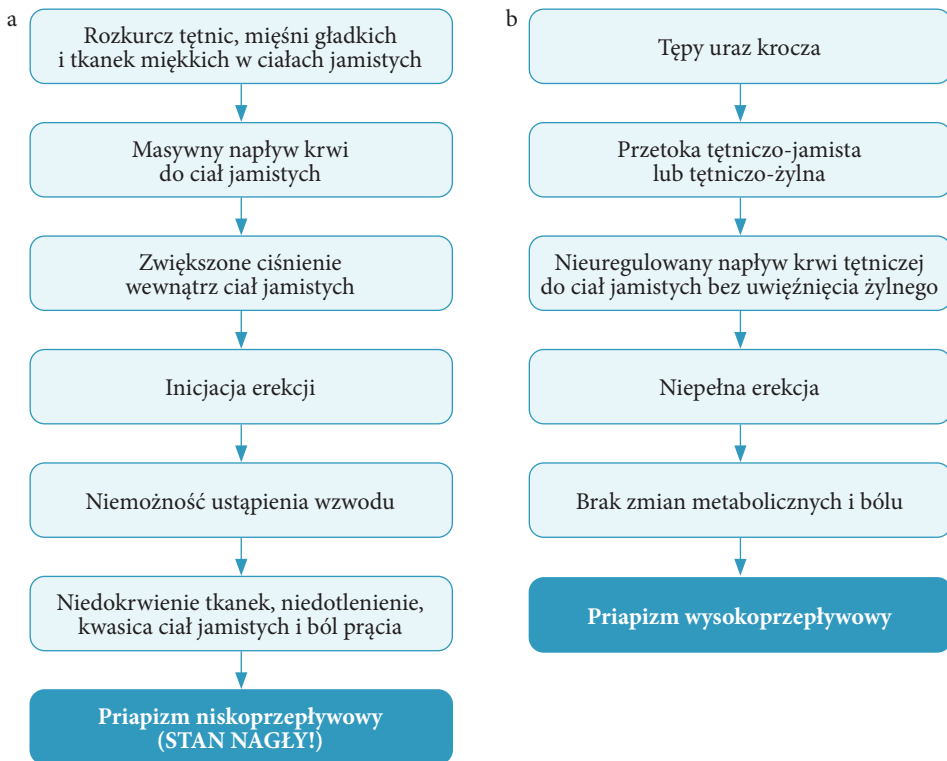 a
Rozkurcz tętnic, mięśni gładkich
i tkanek miękkich w ciałach jamistych
Masywny napływ krwi
do ciał jamistych
Zwiększone ciśnienie
wewnątrz ciał jamistych
Inicjacja erekcji
Niemożność ustąpienia wzwodu
Niedokrwienie tkanek, niedotlenienie,
kwasica ciał jamistych i ból prącia
Priapizm niskoprzepływowy
(STAN NAGŁY!)
b
Tępy uraz krocza
Przetoka tętniczo-jamista
lub tętniczo-żylna
Nieuregulowany napływ krwi tętniczej
do ciał jamistych bez uwięźnięcia żylnego
Niepełna erekcja
Brak zmian metabolicznych i bólu
Priapizm wysokoprzepływowy